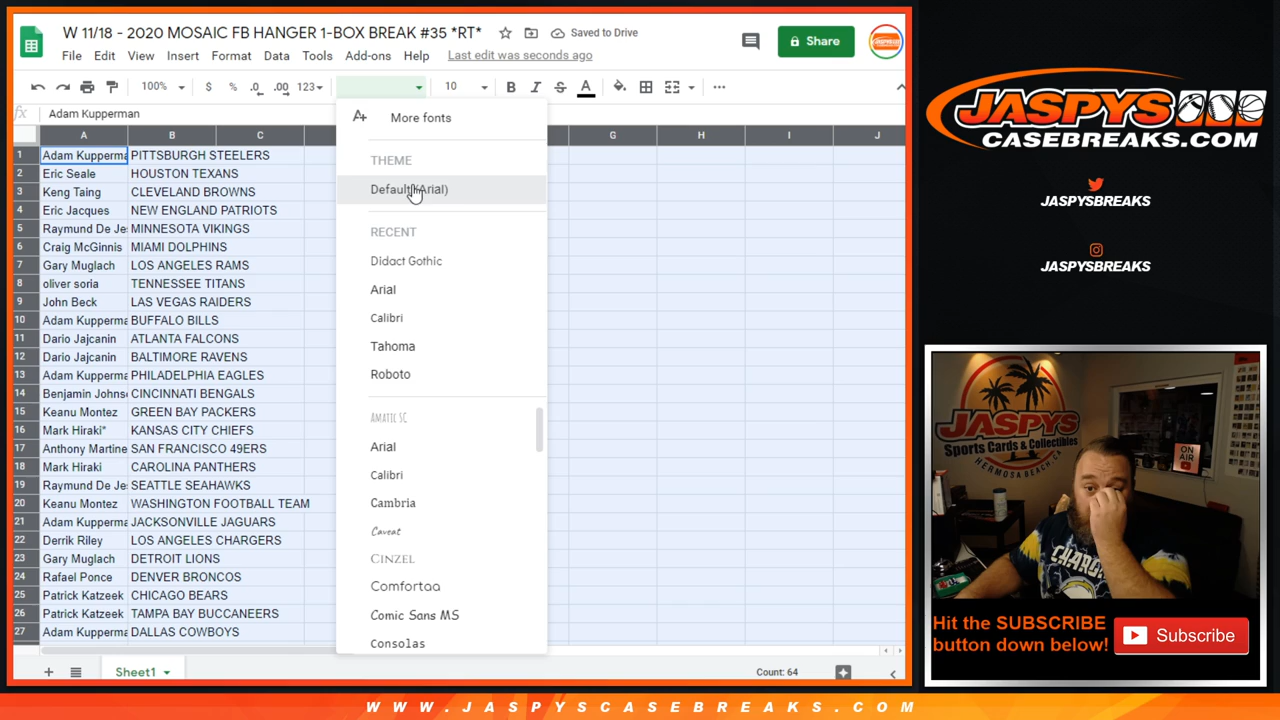 W 11/18 - 2020 MOSAIC FB HANGER 1-BOX BREAK #35 *RT*
Saved to Drive
Share
File Edit View Insert Format Data Tools Add-ons Help Last edit was seconds ago
100% $ % .0 .00 123 10 B I S A
fx Adam Kupperman
A B C G H I J
1 Adam Kupperma PITTSBURGH STEELERS
2 Eric Seale HOUSTON TEXANS
3 Keng Taing CLEVELAND BROWNS
4 Eric Jacques NEW ENGLAND PATRIOTS
5 Raymund De Je MINNESOTA VIKINGS
6 Craig McGinnis MIAMI DOLPHINS
7 Gary Muglach LOS ANGELES RAMS
8 oliver soria TENNESSEE TITANS
9 John Beck LAS VEGAS RAIDERS
10 Adam Kupperma BUFFALO BILLS
11 Dario Jajcanin ATLANTA FALCONS
12 Dario Jajcanin BALTIMORE RAVENS
13 Adam Kupperma PHILADELPHIA EAGLES
14 Benjamin Johns CINCINNATI BENGALS
15 Keanu Montez GREEN BAY PACKERS
16 Mark Hiraki* KANSAS CITY CHIEFS
17 Anthony Martine SAN FRANCISCO 49ERS
18 Mark Hiraki CAROLINA PANTHERS
19 Raymund De Je SEATTLE SEAHAWKS
20 Keanu Montez WASHINGTON FOOTBALL TEAM
21 Adam Kupperma JACKSONVILLE JAGUARS
22 Derrik Riley LOS ANGELES CHARGERS
23 Gary Muglach DETROIT LIONS
24 Rafael Ponce DENVER BRONCOS
25 Patrick Katzeek CHICAGO BEARS
26 Patrick Katzeek TAMPA BAY BUCCANEERS
27 Adam Kupperma DALLAS COWBOYS
More fonts
THEME
Default (Arial)
RECENT
Didact Gothic
Arial
Calibri
Tahoma
Roboto
AMATIC SC
Arial
Calibri
Cambria
Caveat
CINZEL
Comfortaa
Comic Sans MS
Consolas
Sheet1
Count: 64
JASPYS
CASEBREAKS.COM
JASPYSBREAKS
JASPYSBREAKS
JASPYS
Sports Cards & Collectibles
HERMOSA BEACH, CA
ON AIR
CHARG
Hit the SUBSCRIBE
button down below!
Subscribe
WWW.JASPYSCASEBREAKS.COM